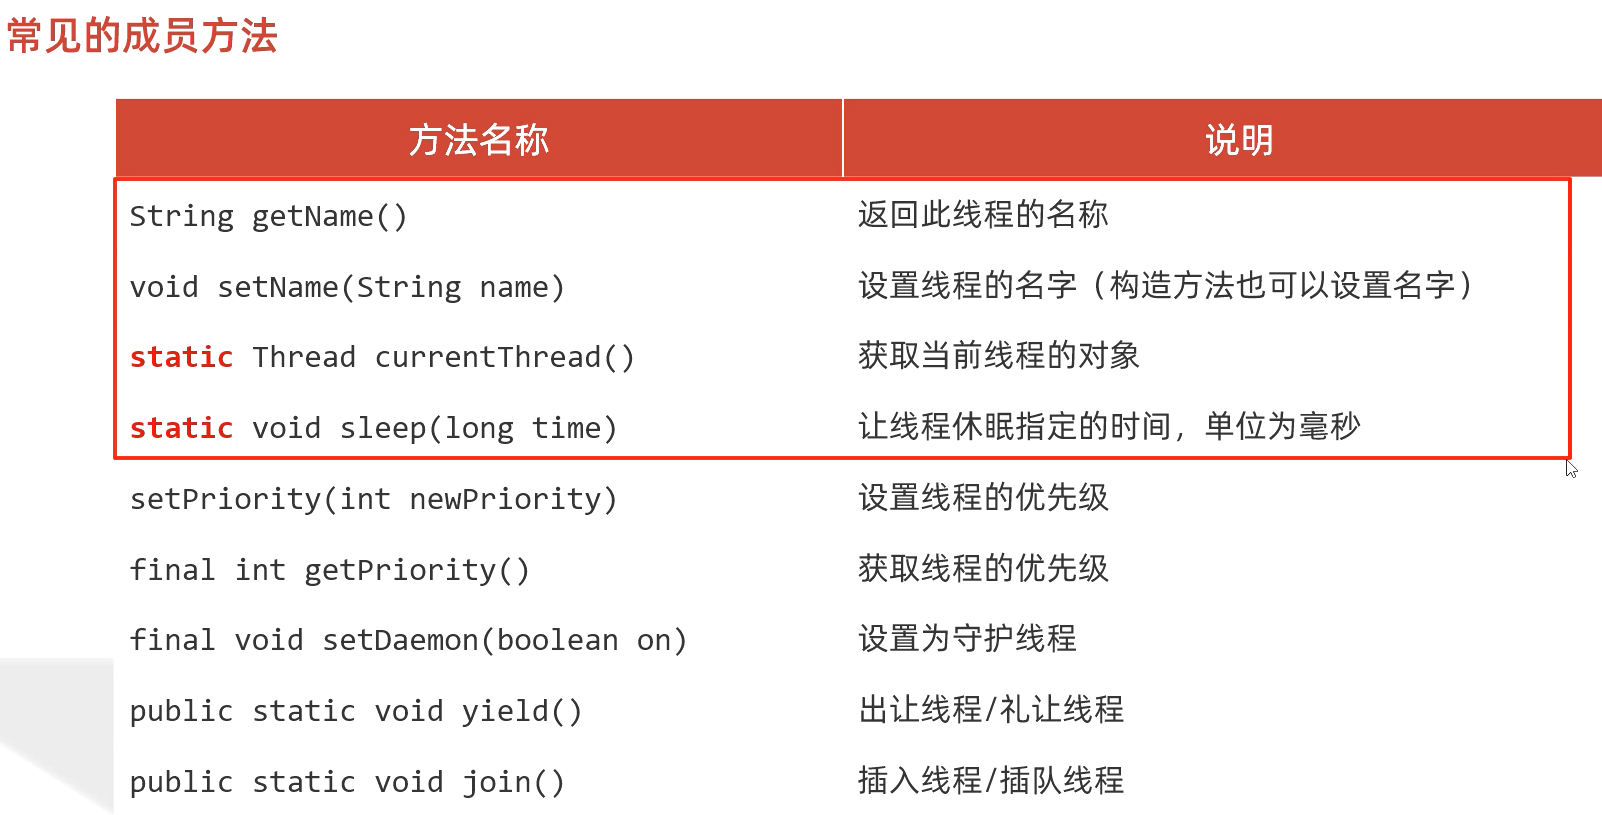 常见的成员方法
方法名称 说明
String getName() 返回此线程的名称
void setName(String name) 设置线程的名字（构造方法也可以设置名字）
static Thread currentThread() 获取当前线程的对象
static void sleep(long time) 让线程休眠指定的时间，单位为毫秒
setPriority(int newPriority) 设置线程的优先级
final int getPriority() 获取线程的优先级
final void setDaemon(boolean on) 设置为守护线程
public static void yield() 出让线程/礼让线程
public static void join() 插入线程/插队线程